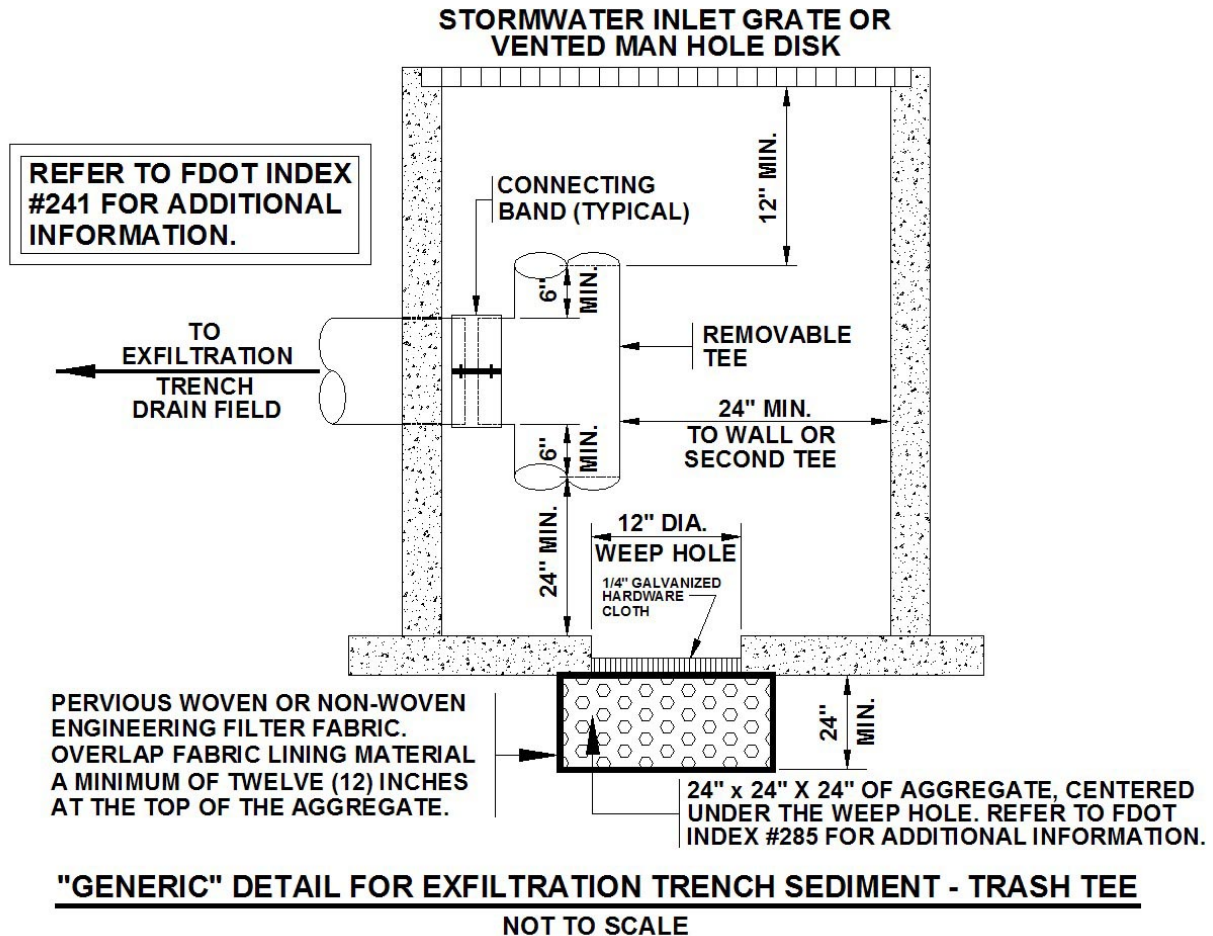 STORMWATER INLET GRATE OR
VENTED MAN HOLE DISK
REFER TO FDOT INDEX
#241 FOR ADDITIONAL
INFORMATION.
CONNECTING
BAND (TYPICAL)
12" MIN.
6"
MIN.
TO
EXFILTRATION
TRENCH
DRAIN FIELD
REMOVABLE
TEE
24" MIN.
TO WALL OR
SECOND TEE
6"
MIN.
24" MIN.
12" DIA.
WEEP HOLE
1/4" GALVANIZED
HARDWARE
CLOTH
PERVIOUS WOVEN OR NON-WOVEN
ENGINEERING FILTER FABRIC.
OVERLAP FABRIC LINING MATERIAL
A MINIMUM OF TWELVE (12) INCHES
AT THE TOP OF THE AGGREGATE.
24"
MIN.
24" x 24" X 24" OF AGGREGATE, CENTERED
UNDER THE WEEP HOLE. REFER TO FDOT
INDEX #285 FOR ADDITIONAL INFORMATION.
"GENERIC" DETAIL FOR EXFILTRATION TRENCH SEDIMENT - TRASH TEE
NOT TO SCALE